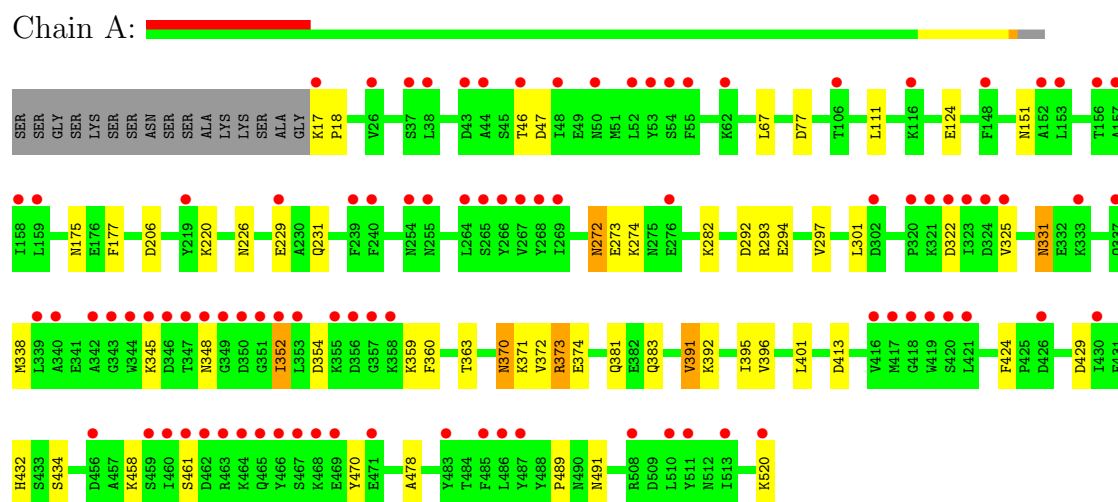 Chain A:
SER SER GLY SER LYS SER SER ASN SER SER ALA LYS LYS SER ALA GLY K17 P18 V26 S37 L38 D43 A44 S45 T46 D47 I48 E49 N50 M51 L52 Y53 S54 F55 K62 L67 D77 T106 L111 K116 E124 F148 N151 A152 L153 T156 A157
I158 L159 N175 E176 F177 D206 Y219 K220 N226 E229 A230 Q231 F239 F240 N254 N255 L264 S265 Y266 V267 Y268 I269 N272 E273 K274 N275 E276 K282 D292 R293 E294 V297 L301 D302 P320 K321 D322 I323 D324 V325 N331 E332 K333 Q337
M338 L339 A340 E341 A342 G343 W344 K345 D346 T347 N348 G349 D350 G351 I352 L353 D354 K355 D356 G357 K358 K359 F360 T363 N370 K371 V372 R373 E374 Q381 E382 Q383 V391 K392 I395 V396 L401 D413 V416 M417 G418 W419 S420 L421 F424 P425 D426 D429 I430 E431
H432 S433 S434 D456 A457 K458 S459 I460 S461 D462 R463 K464 Q465 Y466 S467 K468 E469 Y470 E471 A478 Y483 T484 F485 L486 Y487 Y488 P489 N490 N491 R508 D509 L510 Y511 N512 I513 K520